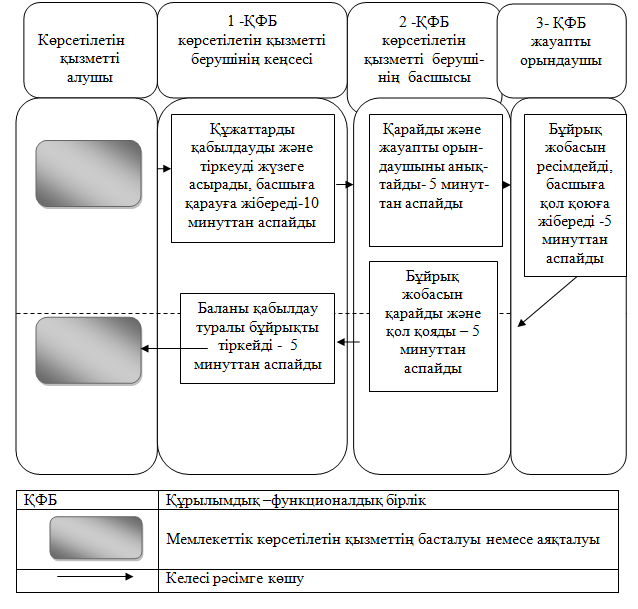 Көрсетілетін
қызметті
алушы
1 -ҚФБ
көрсетілетін қызметті
берушінің кеңсесі
2 -ҚФБ
көрсетілетін
қызметті беруші-
нің басшысы
3- ҚФБ
жауапты
орындаушы
Құжаттарды
қабылдауды және
тіркеуді жүзеге
асырады, басшыға
қарауға жібереді-10
минуттан аспайды
Қарайды және
жауапты орын-
даушыны анық-
тайды- 5 минут-
тан аспайды
Бұйрық
жобасын
ресімдейді,
басшыға
қол қоюға
жібереді -5
минуттан
аспайды
Бұйрық
жобасын
қарайды және
қол қояды – 5
минуттан
аспайды
Баланы қабылдау
туралы бұйрықты
тіркейді - 5
минуттан аспайды
ҚФБ
Құрылымдық –функционалдық бірлік
Мемлекеттік көрсетілетін қызметтің басталуы немесе аяқталуы
Келесі рәсімге көшу